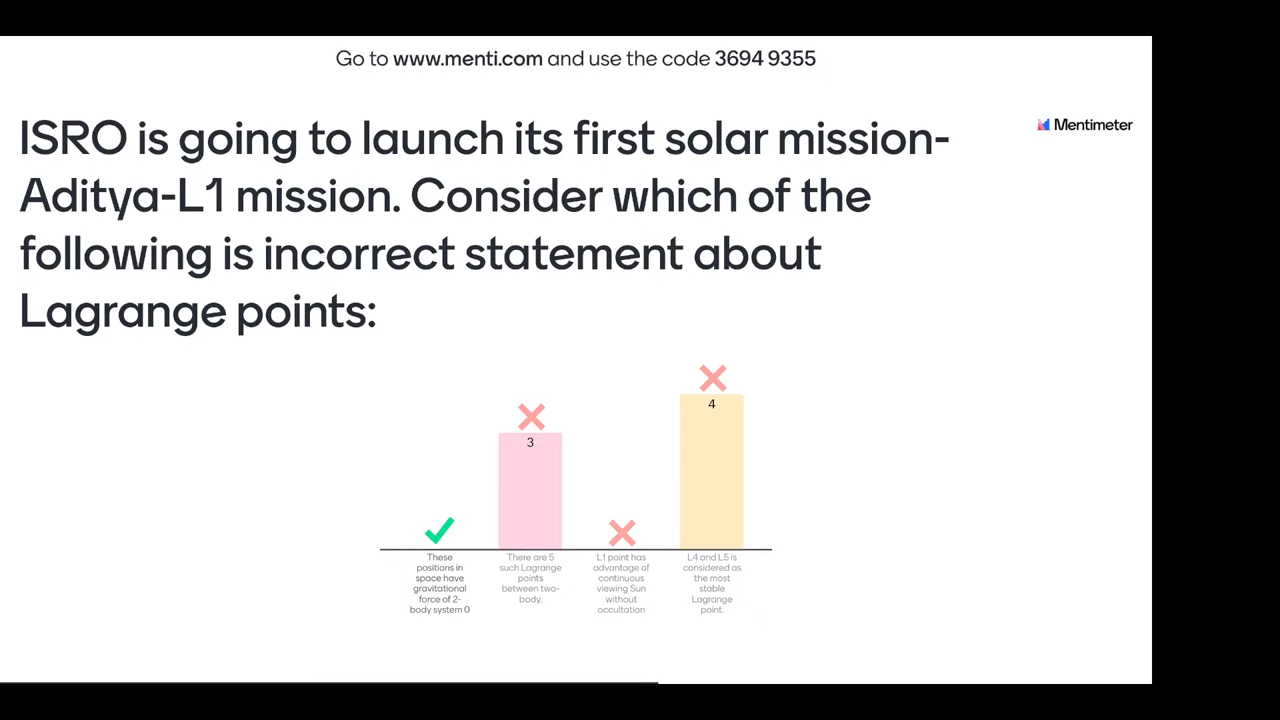 Go to www.menti.com and use the code 3694 9355
Mentimeter
ISRO is going to launch its first solar mission-
Aditya-L1 mission. Consider which of the
following is incorrect statement about
Lagrange points:
3
4
These
positions in
space have
gravitational
force of 2-
body system 0
There are 5
such Lagrange
points
between two-
body.
L1 point has
advantage of
continuous
viewing Sun
without
occultation
L4 and L5 is
considered as
the most
stable
Lagrange
point.